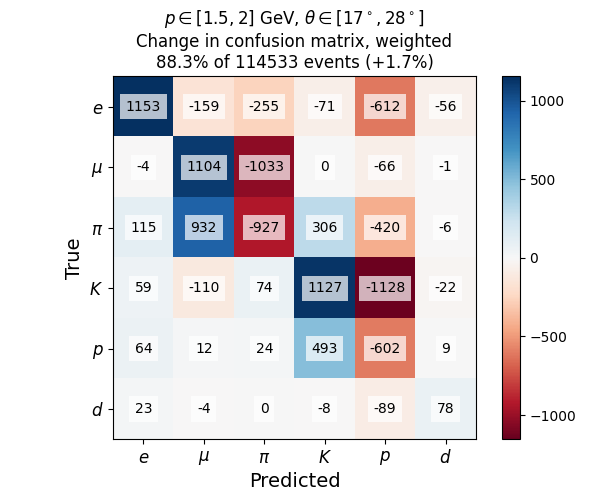 p ∈ [1.5, 2] GeV, θ ∈ [17°, 28°]
Change in confusion matrix, weighted
88.3% of 114533 events (+1.7%)
True
e 1153 -159 -255 -71 -612 -56
μ -4 1104 -1033 0 -66 -1
π 115 932 -927 306 -420 -6
K 59 -110 74 1127 -1128 -22
p 64 12 24 493 -602 9
d 23 -4 0 -8 -89 78
e μ π K p d
Predicted
1000
500
0
−500
−1000